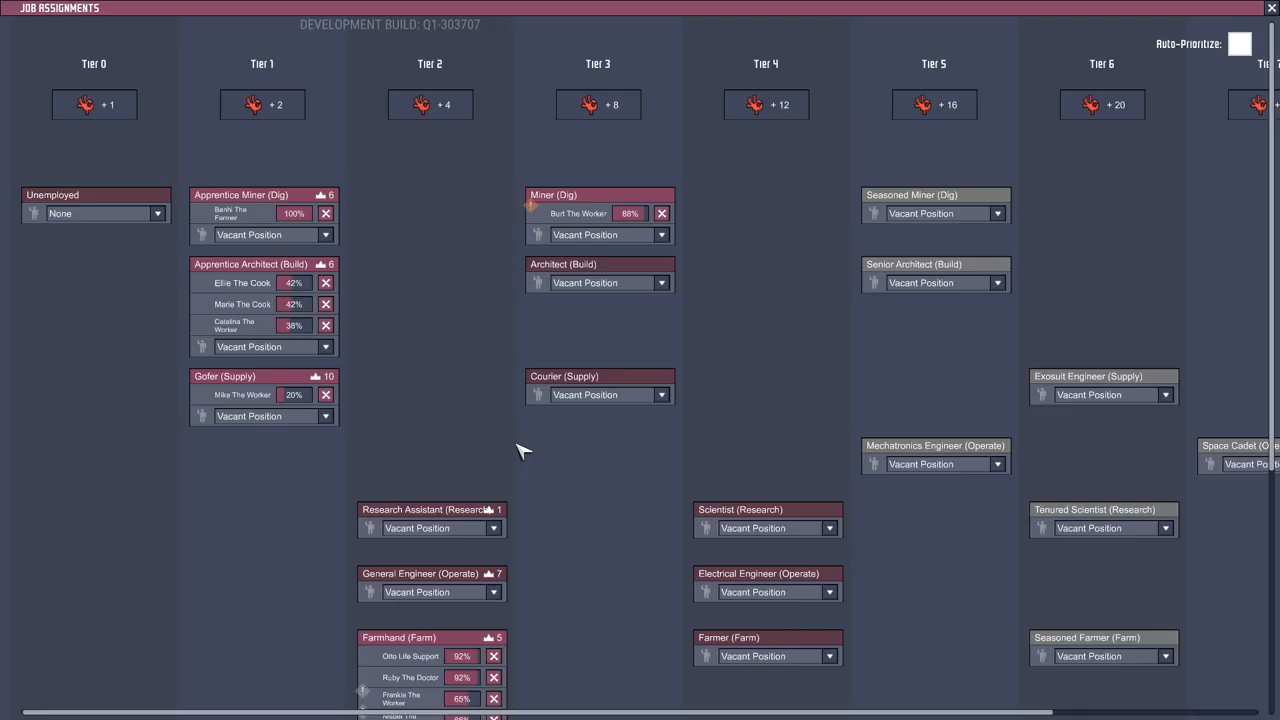 JOB ASSIGNMENTS
DEVELOPMENT BUILD: Q1-303707
Auto-Prioritize:
Tier 0
Tier 1
Tier 2
Tier 3
Tier 4
Tier 5
Tier 6
+ 1
+ 2
+ 4
+ 8
+ 12
+ 16
+ 20
Unemployed
None
Apprentice Miner (Dig) 6
Banhi The
Farmer
100%
Vacant Position
Miner (Dig)
Burt The Worker 88%
Vacant Position
Seasoned Miner (Dig)
Vacant Position
Apprentice Architect (Build) 6
Ellie The Cook 42%
Marie The Cook 42%
Catalina The
Worker
38%
Vacant Position
Architect (Build)
Vacant Position
Senior Architect (Build)
Vacant Position
Gofer (Supply) 10
Mike The Worker 20%
Vacant Position
Courier (Supply)
Vacant Position
Exosuit Engineer (Supply)
Vacant Position
Mechatronics Engineer (Operate)
Vacant Position
Space Cadet
Research Assistant 1
Vacant Position
Scientist (Research)
Vacant Position
Tenured Scientist (Research)
Vacant Position
General Engineer (Operate) 7
Vacant Position
Electrical Engineer (Operate)
Vacant Position
Farmhand (Farm) 5
Otto Life Support 92%
Ruby The Doctor 92%
Frankie The
Worker
65%
Farmer (Farm)
Vacant Position
Seasoned Farmer (Farm)
Vacant Position